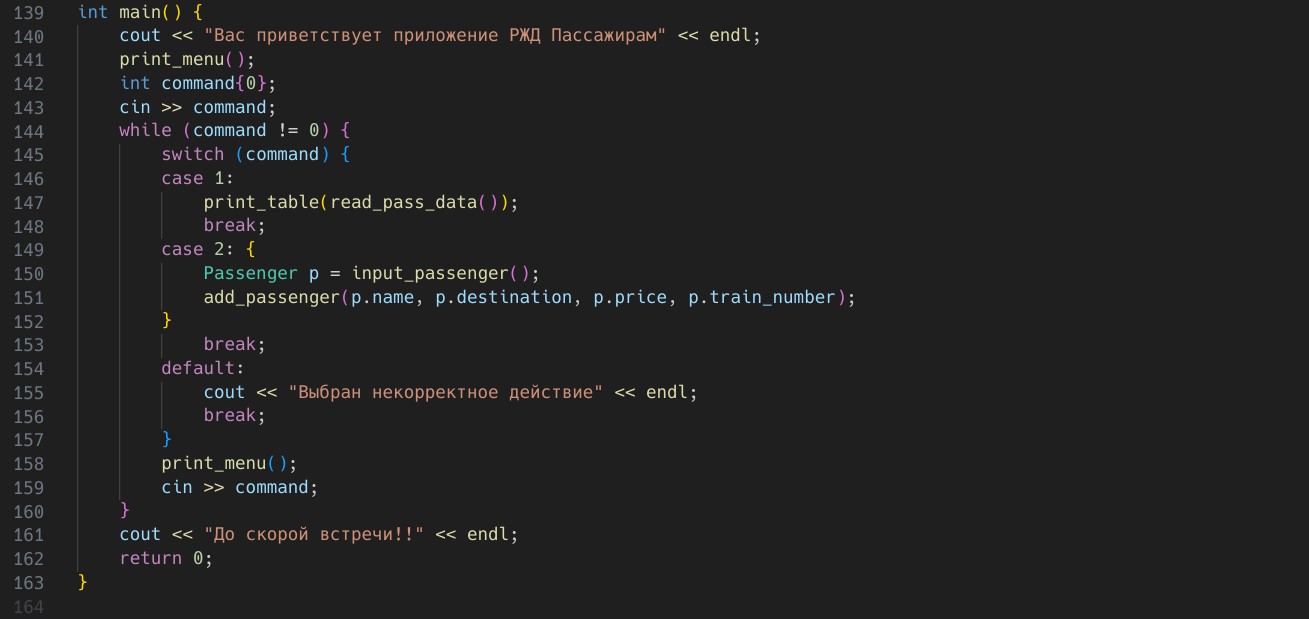 139 int main() {
140     cout << "Вас приветствует приложение РЖД Пассажирам" << endl;
141     print_menu();
142     int command{0};
143     cin >> command;
144     while (command != 0) {
145         switch (command) {
146         case 1:
147             print_table(read_pass_data());
148             break;
149         case 2: {
150             Passenger p = input_passenger();
151             add_passenger(p.name, p.destination, p.price, p.train_number);
152         }
153             break;
154         default:
155             cout << "Выбран некорректное действие" << endl;
156             break;
157         }
158         print_menu();
159         cin >> command;
160     }
161     cout << "До скорой встречи!!" << endl;
162     return 0;
163 }
164